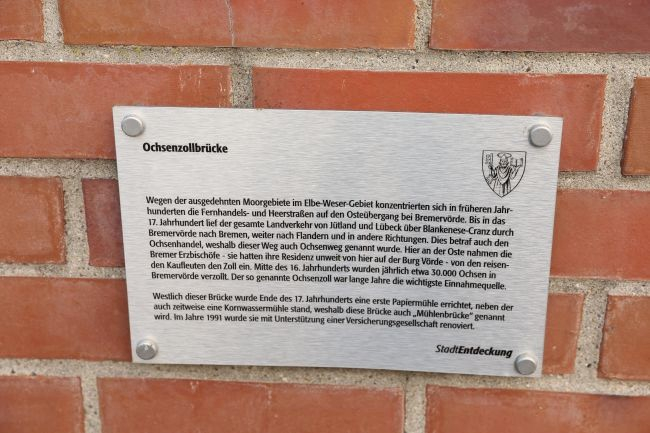 Ochsenzollbrücke
Wegen der ausgedehnten Moorgebiete im Elbe-Weser-Gebiet konzentrierten sich in früheren Jahr-
hunderten die Fernhandels- und Heerstraßen auf den Osteübergang bei Bremervörde. Bis in das
17. Jahrhundert lief der gesamte Landverkehr von Jütland und Lübeck über Blankenese-Cranz durch
Bremervörde nach Bremen, weiter nach Flandern und in andere Richtungen. Dies betraf auch den
Ochsenhandel, weshalb dieser Weg auch Ochsenweg genannt wurde. Hier an der Oste nahmen die
Bremer Erzbischöfe - sie hatten ihre Residenz unweit von hier auf der Burg Vörde - von den reisen-
den Kaufleuten den Zoll ein. Mitte des 16. Jahrhunderts wurden jährlich etwa 30.000 Ochsen in
Bremervörde verzollt. Der so genannte Ochsenzoll war lange Jahre die wichtigste Einnahmequelle.
Westlich dieser Brücke wurde Ende des 17. Jahrhunderts eine erste Papiermühle errichtet, neben der
auch zeitweise eine Kornwassermühle stand, weshalb diese Brücke auch „Mühlenbrücke" genannt
wird. Im Jahre 1991 wurde sie mit Unterstützung einer Versicherungsgesellschaft renoviert.
StadtEntdeckung